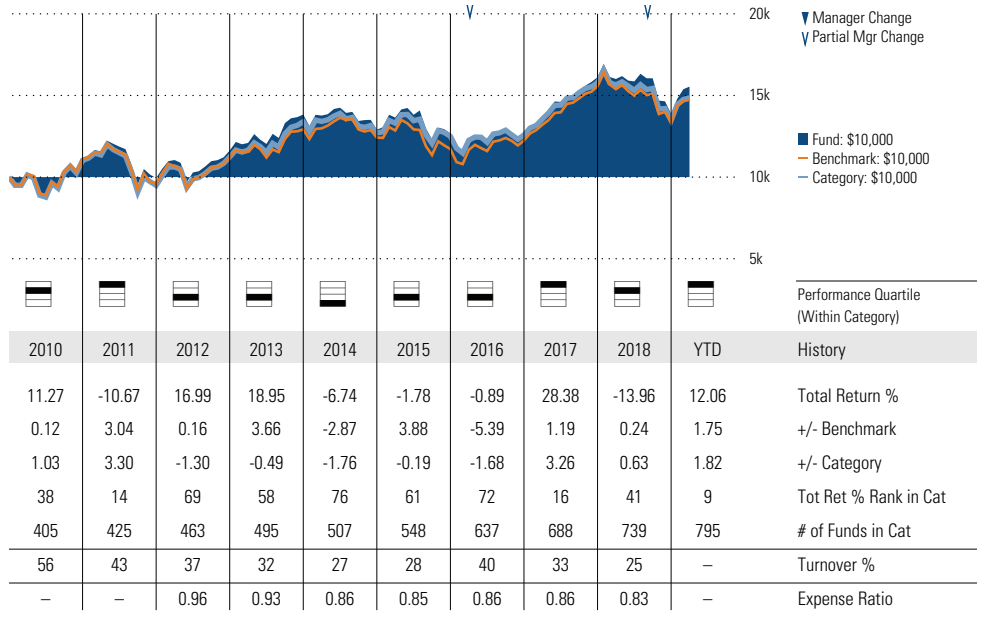 20k
▼ Manager Change
V Partial Mgr Change
15k
Fund: $10,000
Benchmark: $10,000
10k
Category: $10,000
5k
Performance Quartile
(Within Category)
2010 2011 2012 2013 2014 2015 2016 2017 2018 YTD History
11.27 -10.67 16.99 18.95 -6.74 -1.78 -0.89 28.38 -13.96 12.06 Total Return %
0.12 3.04 0.16 3.66 -2.87 3.88 -5.39 1.19 0.24 1.75 +/- Benchmark
1.03 3.30 -1.30 -0.49 -1.76 -0.19 -1.68 3.26 0.63 1.82 +/- Category
38 14 69 58 76 61 72 16 41 9 Tot Ret % Rank in Cat
405 425 463 495 507 548 637 688 739 795 # of Funds in Cat
56 43 37 32 27 28 40 33 25 – Turnover %
– – 0.96 0.93 0.86 0.85 0.86 0.86 0.83 – Expense Ratio